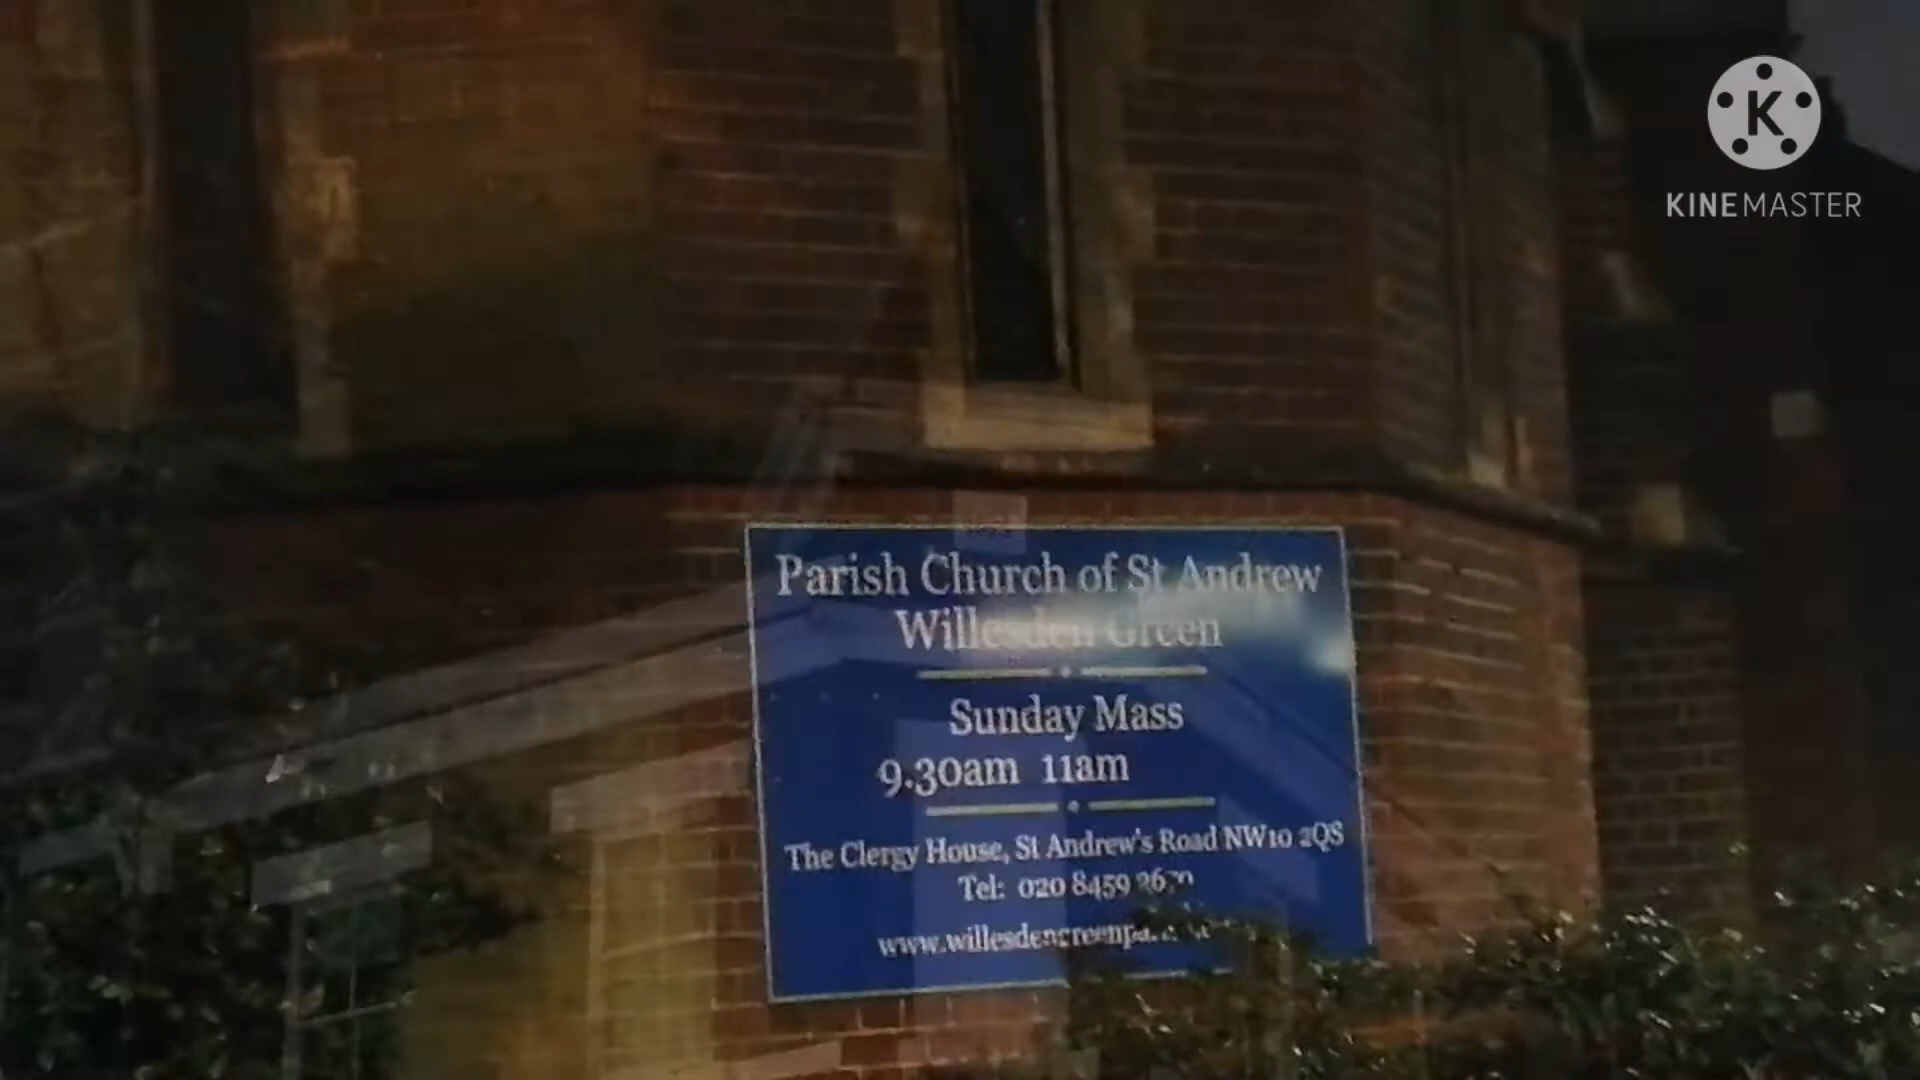 KINEMASTER
Parish Church of St Andrew
Willesden Green
Sunday Mass
9.30am 11am
The Clergy House, St Andrew's Road NW10 2QS
Tel: 020 8459